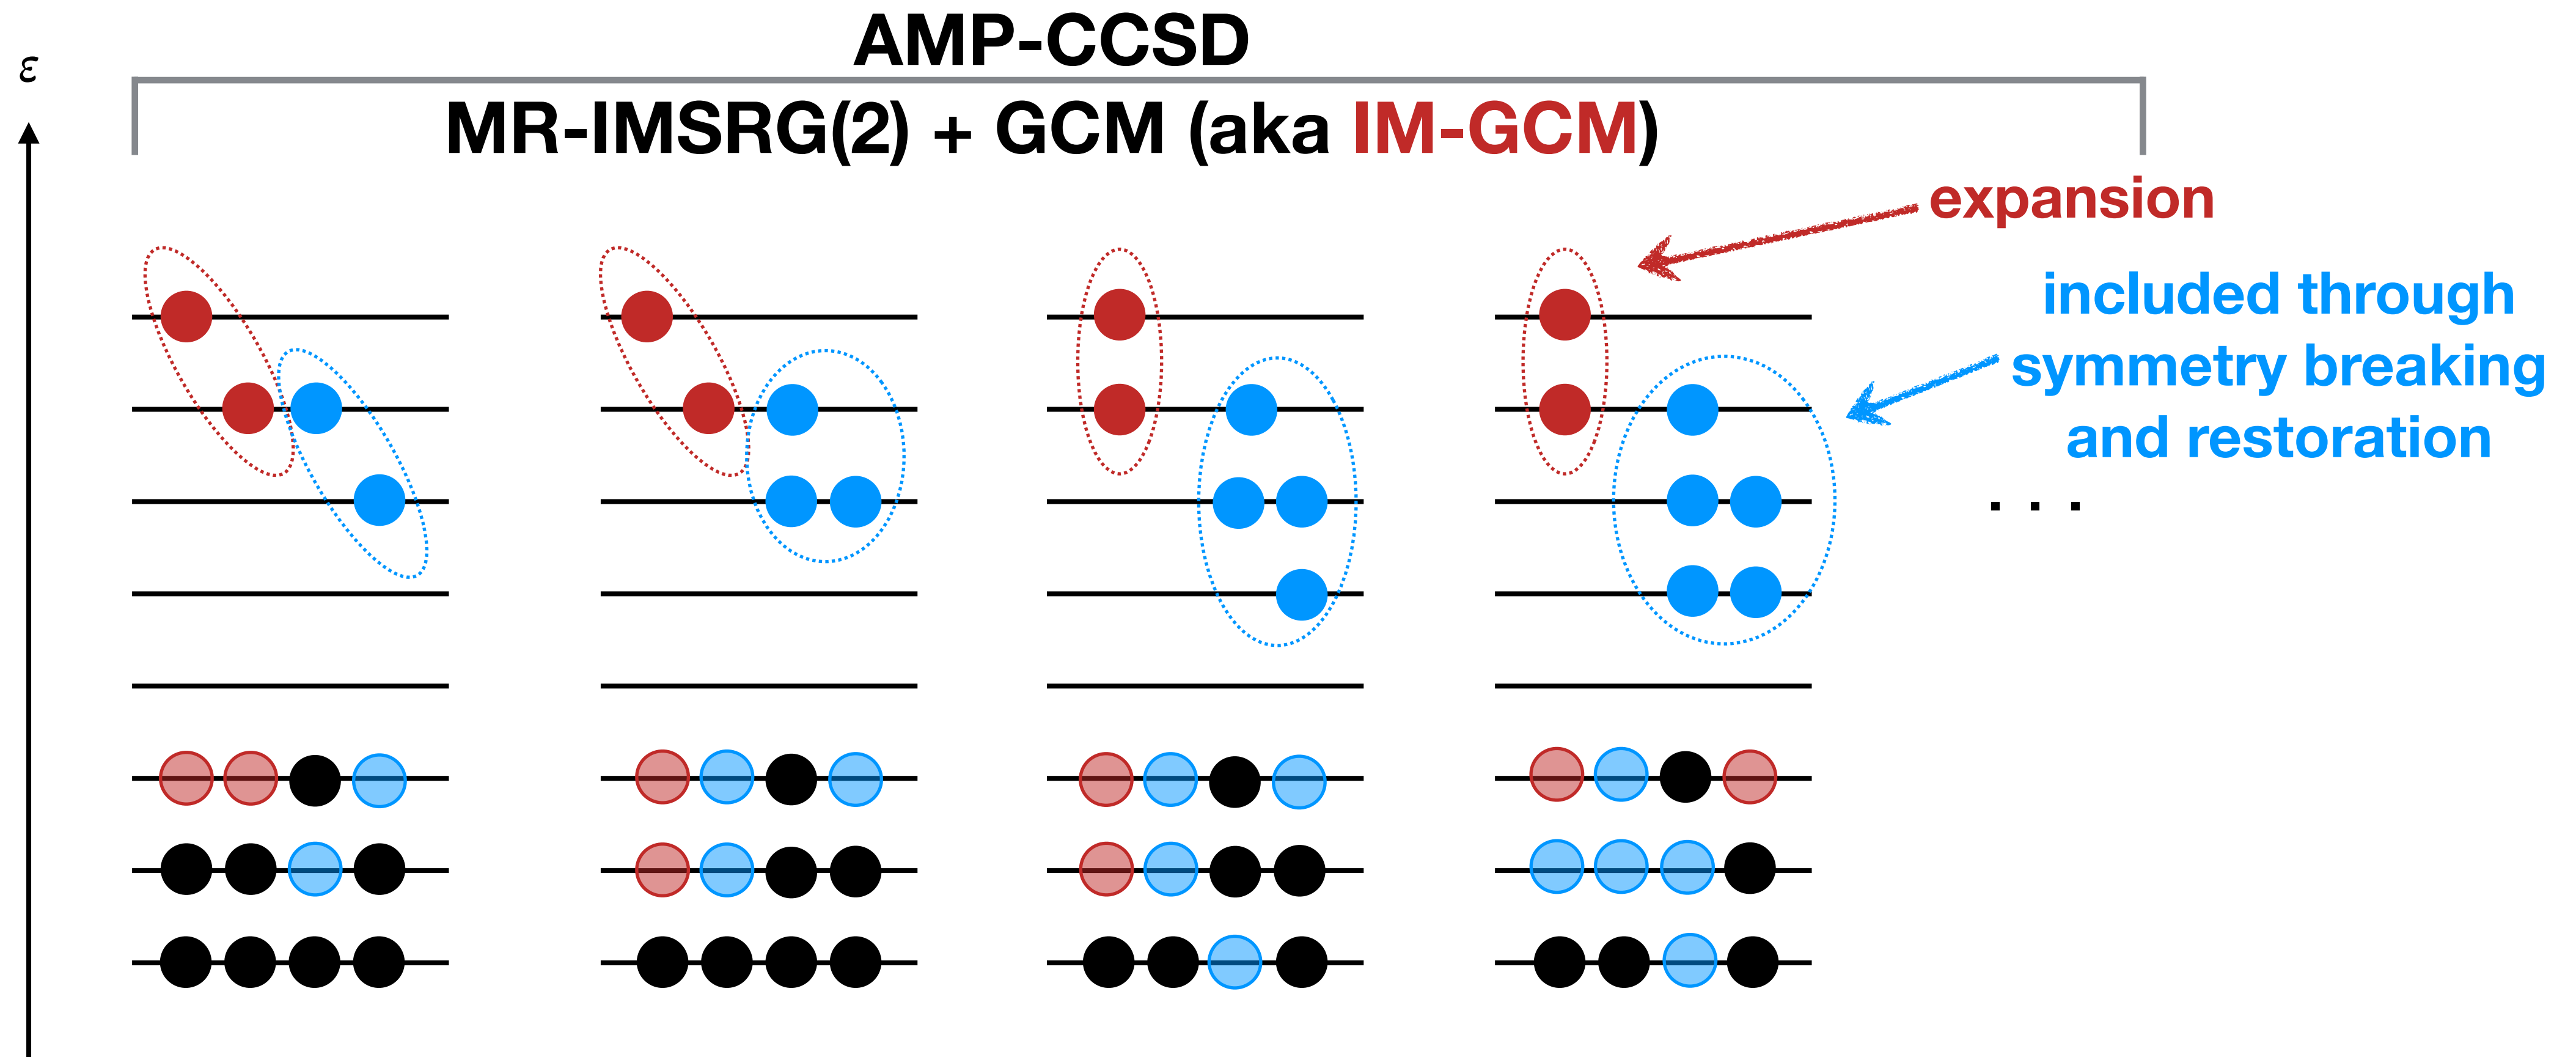 AMP-CCSD
ε
MR-IMSRG(2) + GCM (aka IM-GCM)
expansion
included through
symmetry breaking
and restoration
. . .